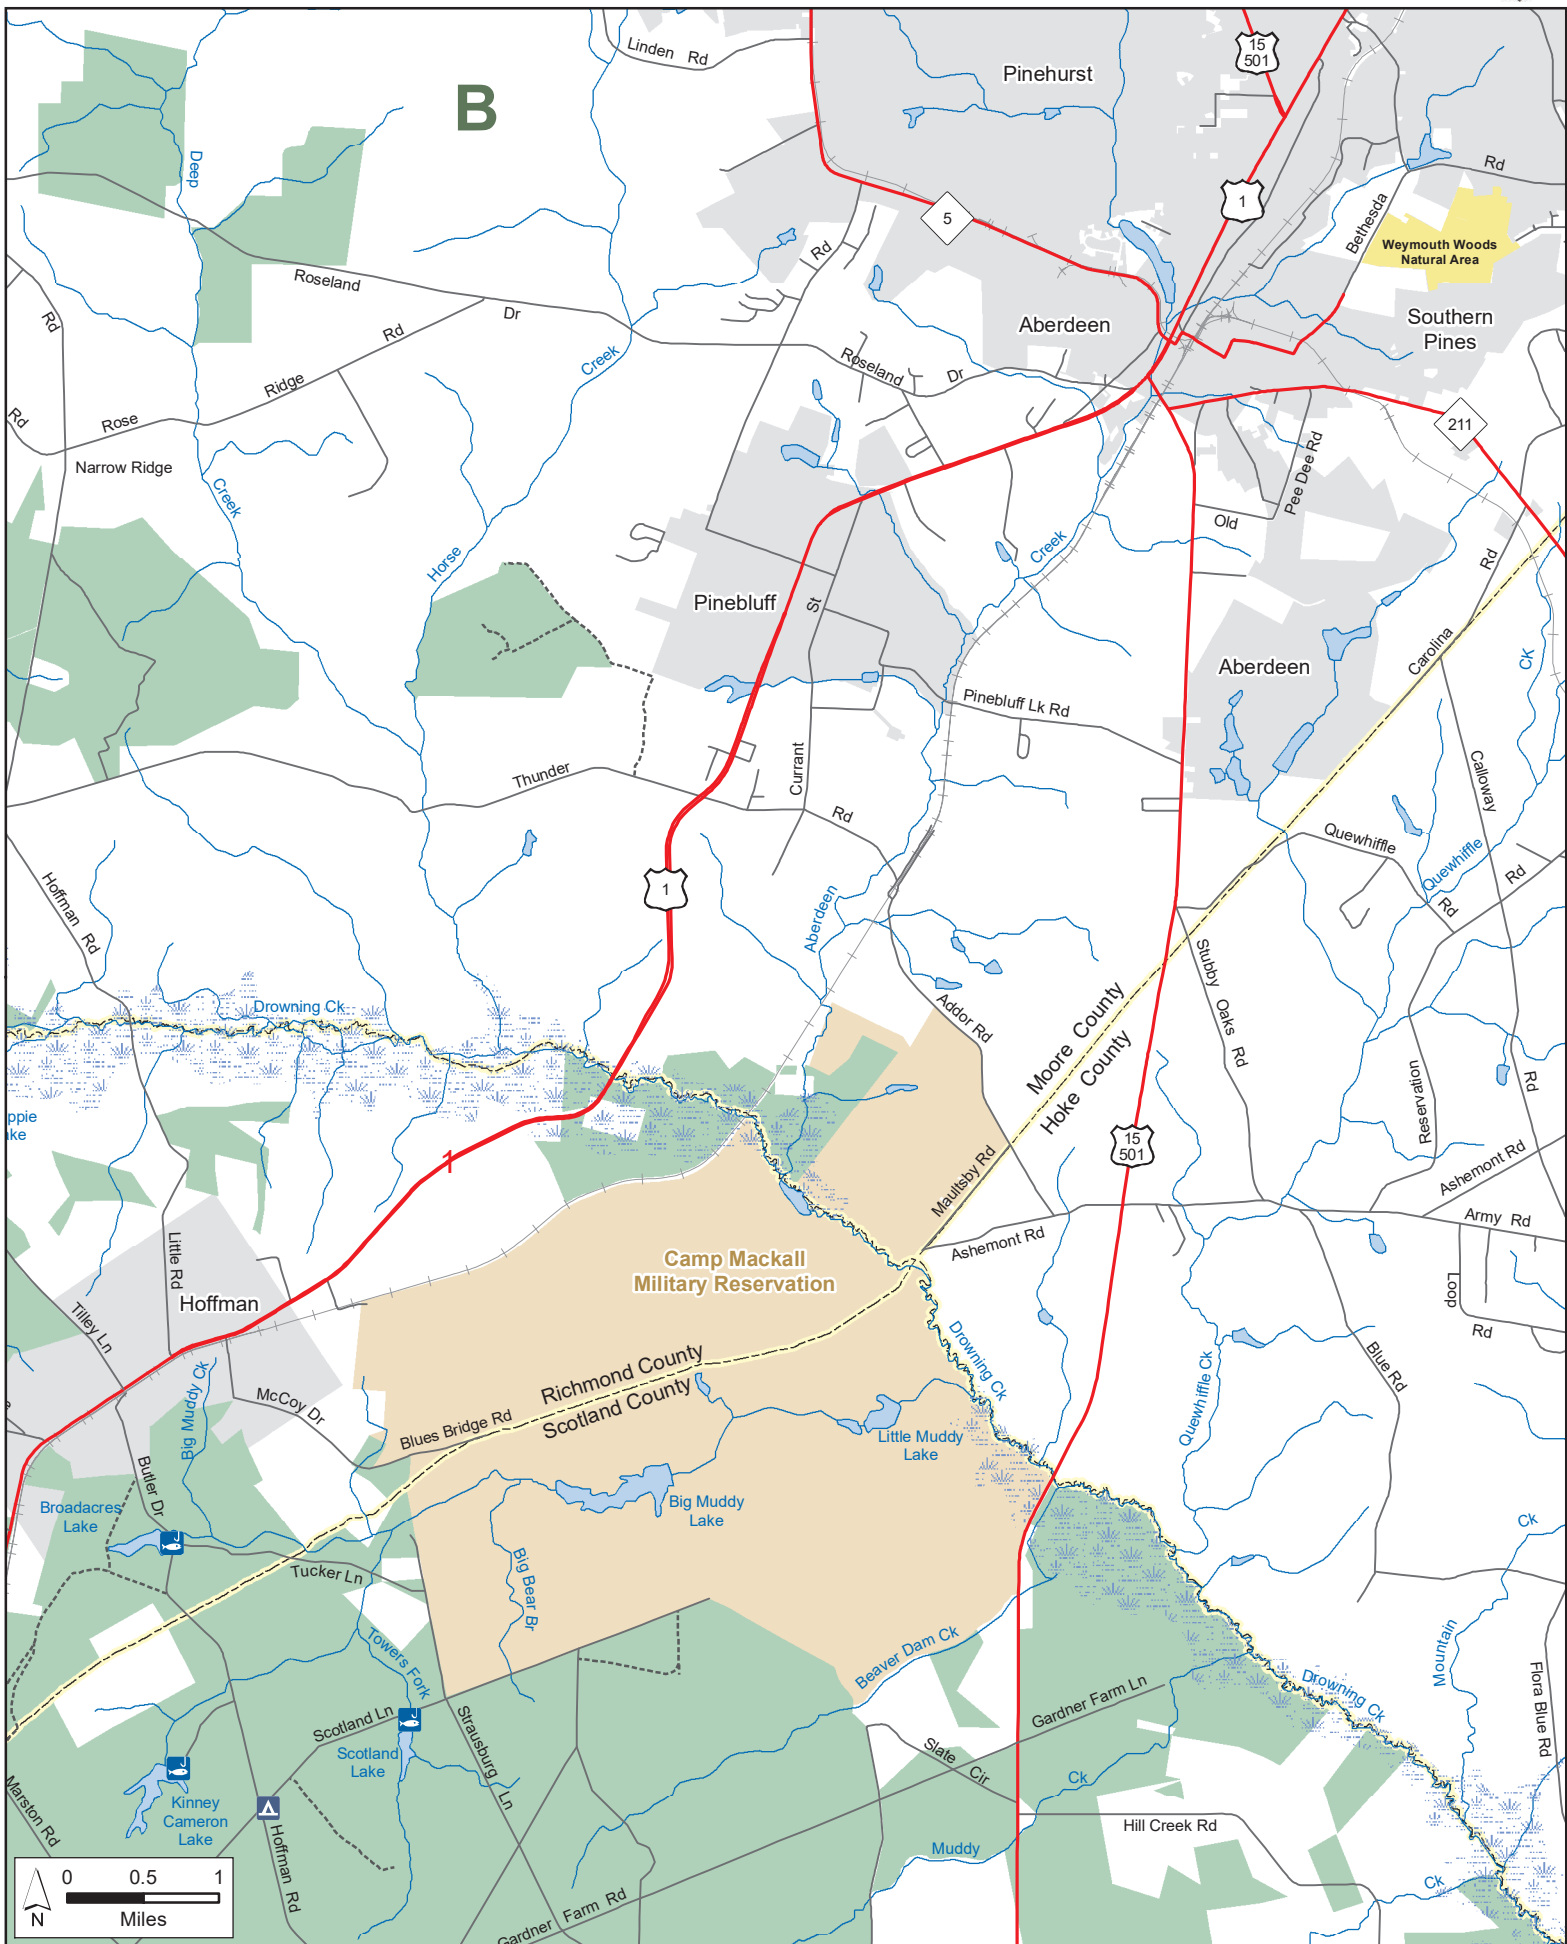 Linden Rd
B
Pinehurst
15
501
Deep
Rd
1
5
Bethesda
Weymouth Woods
Natural Area
Rd
Roseland
Dr
Rd
Rd
Aberdeen
Southern
Pines
Creek
Roseland
Dr
Ridge
Rose
Rd
211
Narrow Ridge
Pee Dee Rd
Creek
Old
Horse
Creek
Rd
Pinebluff
St
Carolina
CK
Aberdeen
Pinebluff Lk Rd
Currant
Thunder
Rd
Calloway
Quewhiffle
Quewhiffle
Rd
Rd
Hoffman Rd
1
Aberdeen
Stubby Oaks Rd
Drowning Ck
Addor Rd
Moore County
Hoke County
Reservation
Rd
ppie
ke
15
501
1
Maultsby Rd
Ashemont Rd
Army Rd
Ashemont Rd
Little Rd
Camp Mackall
Military Reservation
Hoffman
Tilley Ln
Loop
Rd
Drowning Ck
Blue Rd
Richmond County
Scotland County
Big Muddy Ck
McCoy Dr
Blues Bridge Rd
Quewhiffle Ck
e
Little Muddy
Lake
Butler Dr
Broadacres
Lake
Big Muddy
Lake
Ck
Tucker Ln
Big Bear Br
Towers Fork
Beaver Dam Ck
Mountain
Flora Blue Rd
Drowning Ck
Gardner Farm Ln
Scotland Ln
Strausburg Ln
Scotland
Lake
Slate Cir
Ck
Marston Rd
Kinney
Cameron
Lake
Hill Creek Rd
Hoffman Rd
Muddy
Ck
Gardner Farm Rd
0 0.5 1
Miles
N